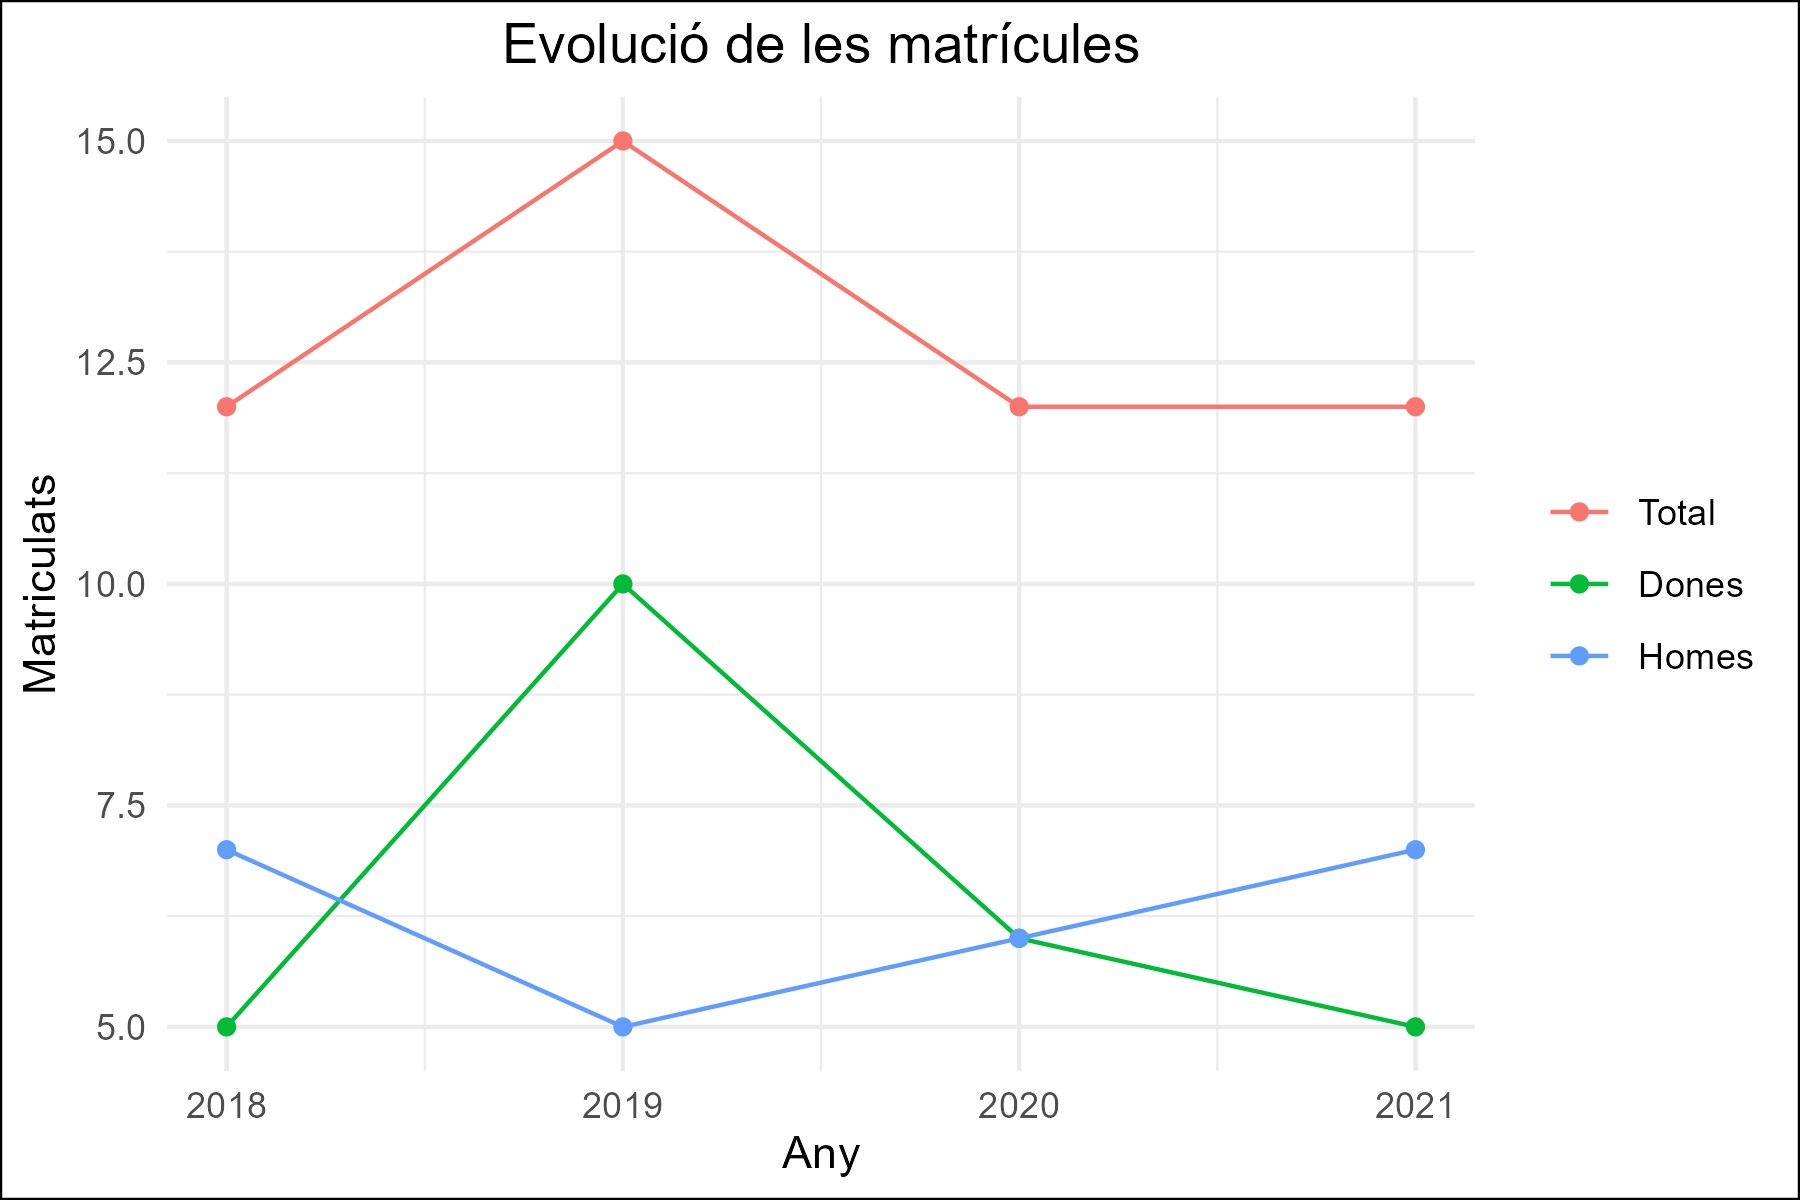 Evolució de les matrícules
15.0
12.5
10.0
7.5
5.0
Matriculats
2018 2019 2020 2021
Any
Total
Dones
Homes